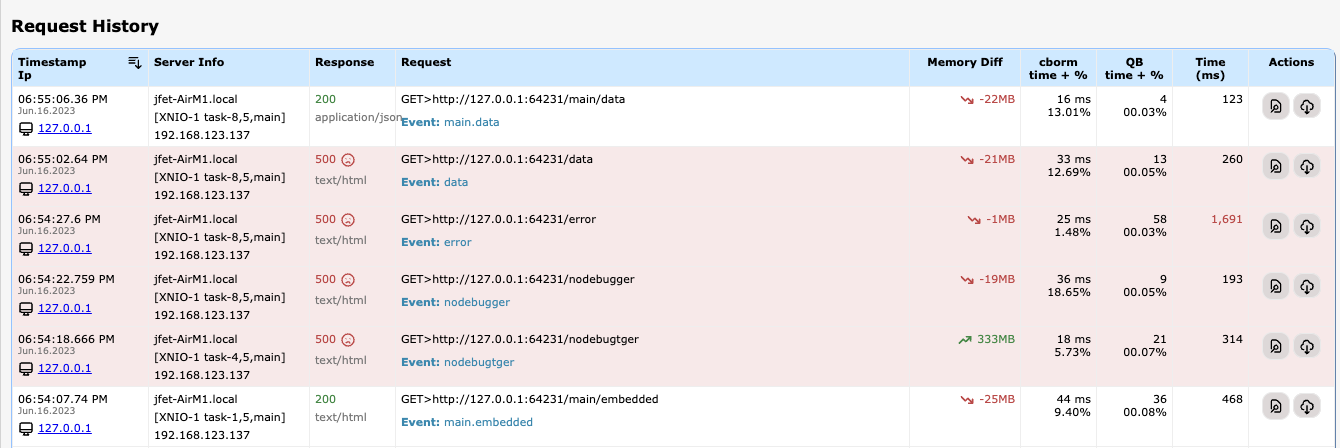 Request History
Timestamp Ip Server Info Response Request Memory Diff cborm time + % QB time + % Time (ms) Actions
06:55:06.36 PM jfet-AirM1.local 200 GET>http://127.0.0.1:64231/main/data -22MB 16 ms 4 123
Jun.16.2023 [XNIO-1 task-8,5,main] application/json Event: main.data 13.01% 00.03%
127.0.0.1 192.168.123.137
06:55:02.64 PM jfet-AirM1.local 500 GET>http://127.0.0.1:64231/data -21MB 33 ms 13 260
Jun.16.2023 [XNIO-1 task-8,5,main] text/html Event: data 12.69% 00.05%
127.0.0.1 192.168.123.137
06:54:27.6 PM jfet-AirM1.local 500 GET>http://127.0.0.1:64231/error -1MB 25 ms 58 1,691
Jun.16.2023 [XNIO-1 task-8,5,main] text/html Event: error 1.48% 00.03%
127.0.0.1 192.168.123.137
06:54:22.759 PM jfet-AirM1.local 500 GET>http://127.0.0.1:64231/nodebugger -19MB 36 ms 9 193
Jun.16.2023 [XNIO-1 task-8,5,main] text/html Event: nodebugger 18.65% 00.05%
127.0.0.1 192.168.123.137
06:54:18.666 PM jfet-AirM1.local 500 GET>http://127.0.0.1:64231/nodebugtger 333MB 18 ms 21 314
Jun.16.2023 [XNIO-1 task-4,5,main] text/html Event: nodebugtger 5.73% 00.07%
127.0.0.1 192.168.123.137
06:54:07.74 PM jfet-AirM1.local 200 GET>http://127.0.0.1:64231/main/embedded -25MB 44 ms 36 468
Jun.16.2023 [XNIO-1 task-1,5,main] text/html Event: main.embedded 9.40% 00.08%
127.0.0.1 192.168.123.137